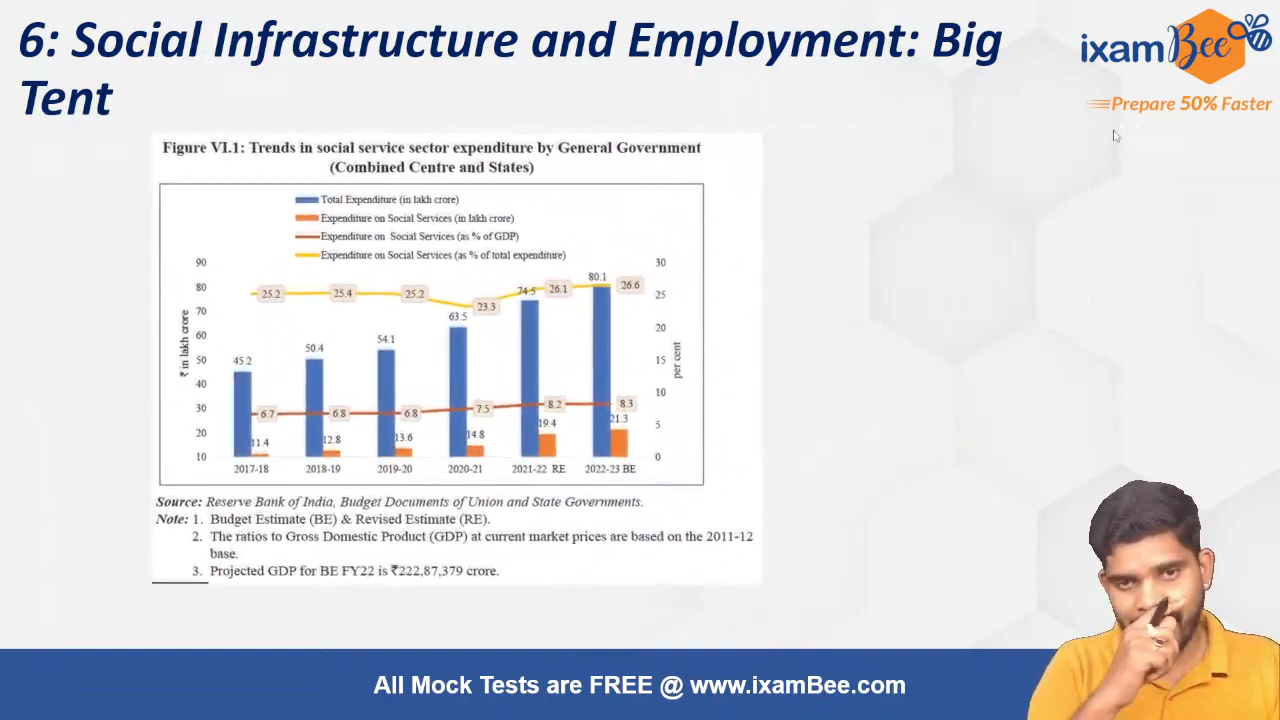 6: Social Infrastructure and Employment: Big
Tent
ixamBee
Prepare 50% Faster
Figure VI.1: Trends in social service sector expenditure by General Government
(Combined Centre and States)
Total Expenditure (in lakh crore)
Expenditure on Social Services (in lakh crore)
Expenditure on Social Services (as % of GDP)
Expenditure on Social Services (as % of total expenditure)
90
80
70
60
50
40
30
20
10
₹ in lakh crore
30
25
20
15
10
5
0
per cent
25.2
25.4
25.2
23.3
26.1
26.6
45.2
50.4
54.1
63.5
74.5
80.1
6.7
6.8
6.8
7.5
8.2
8.3
11.4
12.8
13.6
14.8
19.4
21.3
2017-18
2018-19
2019-20
2020-21
2021-22 RE
2022-23 BE
Source: Reserve Bank of India, Budget Documents of Union and State Governments.
Note: 1. Budget Estimate (BE) & Revised Estimate (RE).
2. The ratios to Gross Domestic Product (GDP) at current market prices are based on the 2011-12
base.
3. Projected GDP for BE FY22 is ₹222,87,379 crore.
All Mock Tests are FREE @ www.ixamBee.com